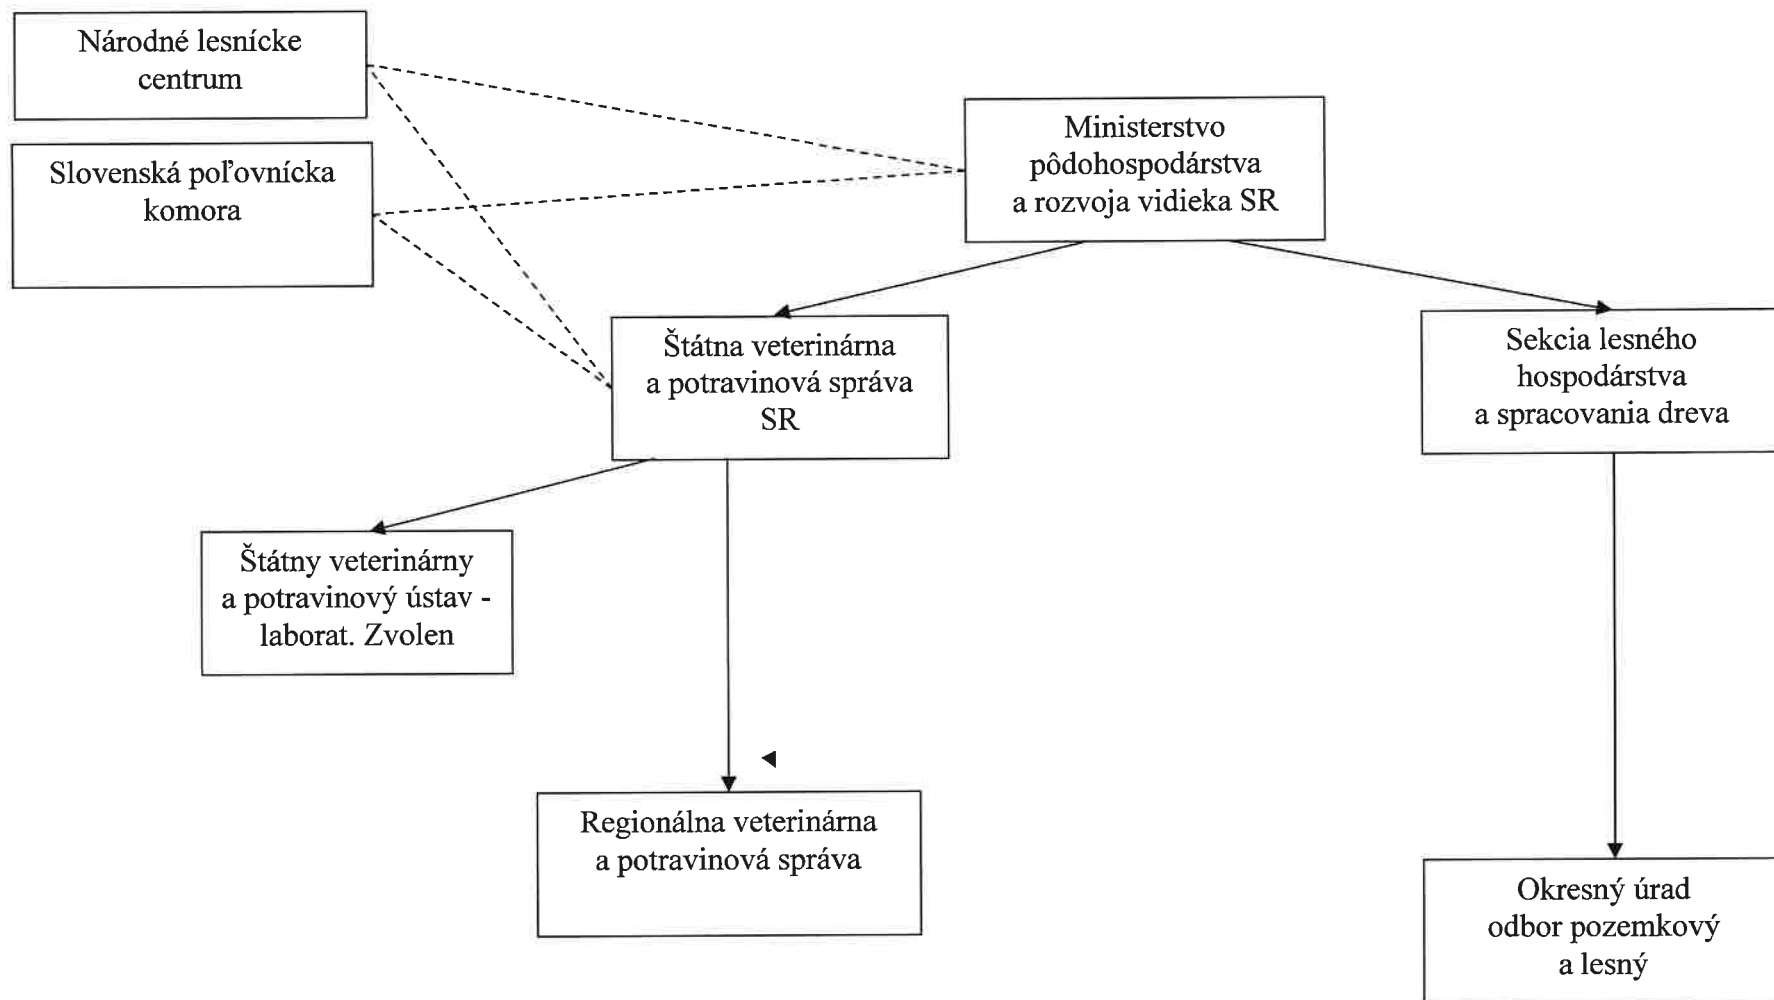 Národné lesnícke
centrum
Slovenská poľovnícka
komora
Ministerstvo
pôdohospodárstva
a rozvoja vidieka SR
Štátna veterinárna
a potravinová správa
SR
Sekcia lesného
hospodárstva
a spracovania dreva
Štátny veterinárny
a potravinový ústav -
laborat. Zvolen
Regionálna veterinárna
a potravinová správa
Okresný úrad
odbor pozemkový
a lesný